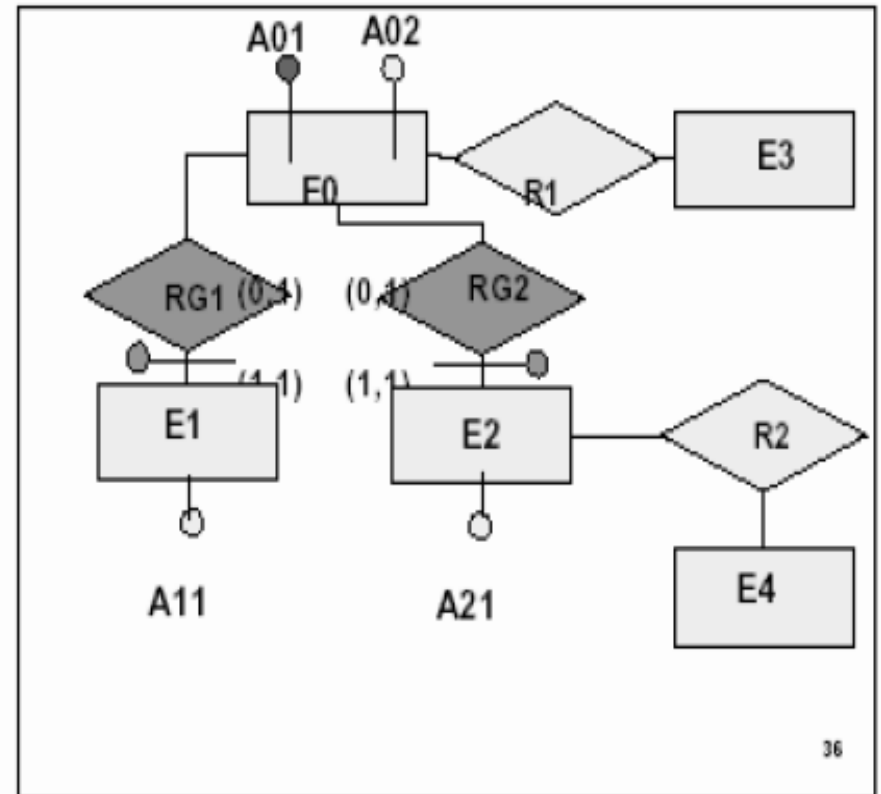 A01 A02
E0 R1 E3
RG1 (0,1) (0,1) RG2
(1,1) (1,1)
E1 E2 R2
A11 A21 E4
36